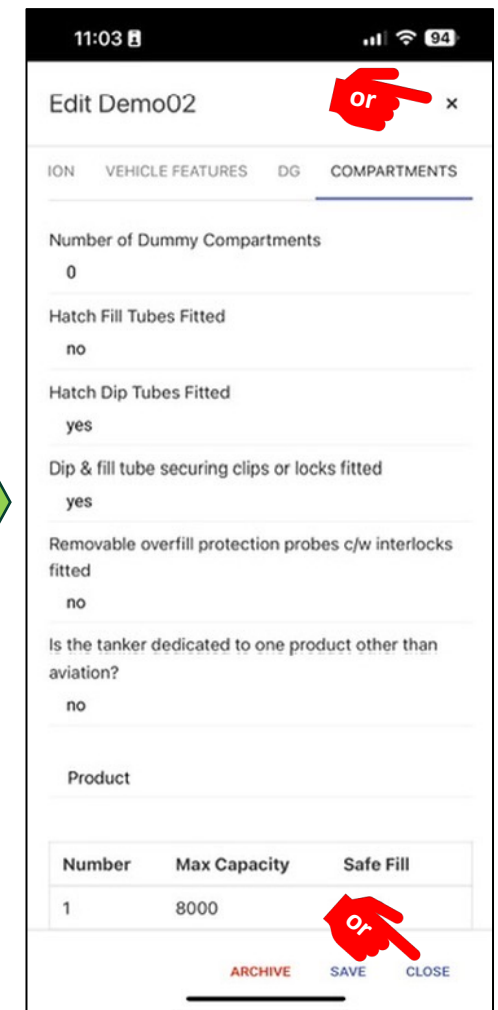 11:03 94
Edit Demo02 or ×
ION VEHICLE FEATURES DG COMPARTMENTS
Number of Dummy Compartments
0
Hatch Fill Tubes Fitted
no
Hatch Dip Tubes Fitted
yes
Dip & fill tube securing clips or locks fitted
yes
Removable overfill protection probes c/w interlocks
fitted
no
Is the tanker dedicated to one product other than
aviation?
no
Product
Number Max Capacity Safe Fill
1 8000
or
ARCHIVE SAVE CLOSE